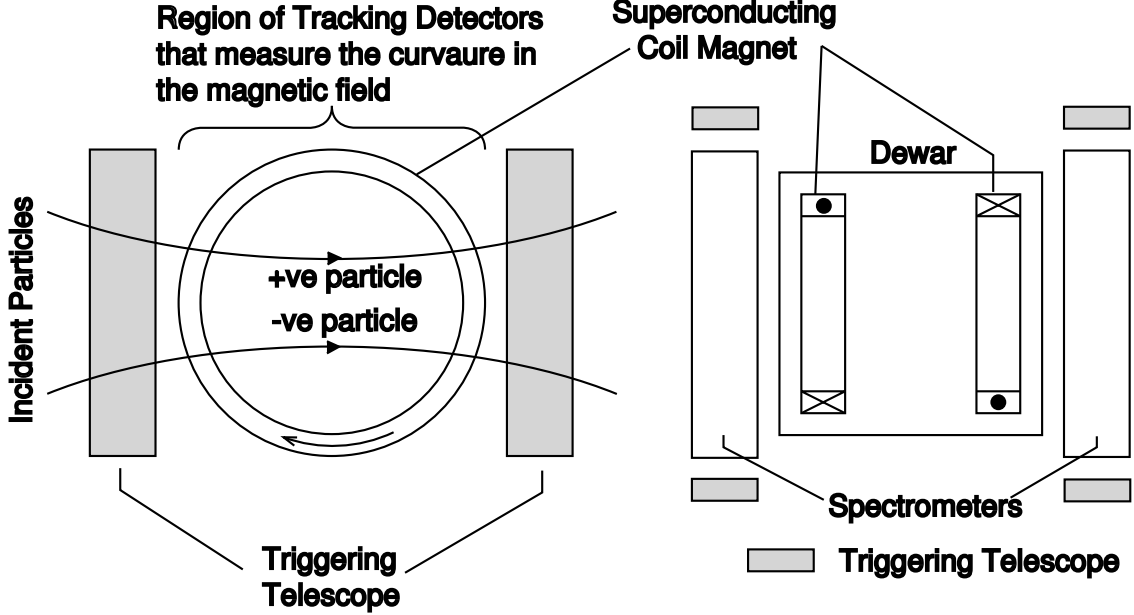 Region of Tracking Detectors
that measure the curvaure in
the magnetic field
Superconducting
Coil Magnet
Dewar
Incident Particles
+ve particle
-ve particle
Spectrometers
Triggering
Telescope
Triggering Telescope